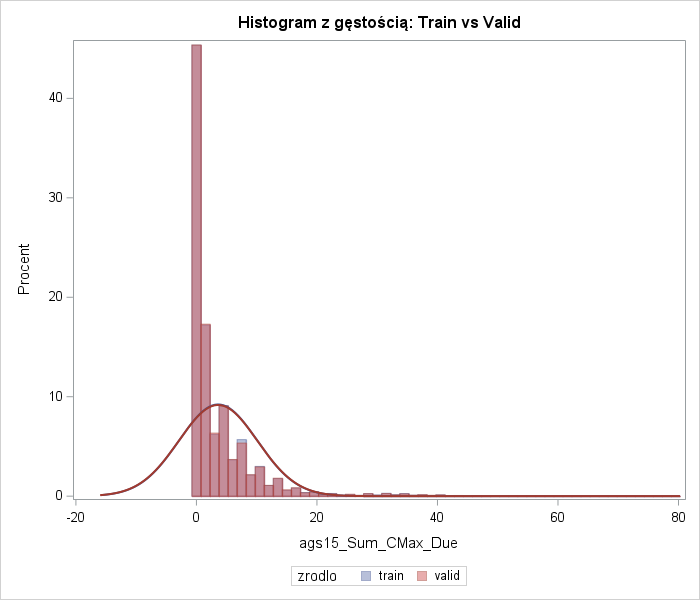 Histogram z gęstością: Train vs Valid
40
30
20
10
0
Procent
-20 0 20 40 60 80
ags15_Sum_CMax_Due
zrodlo train valid